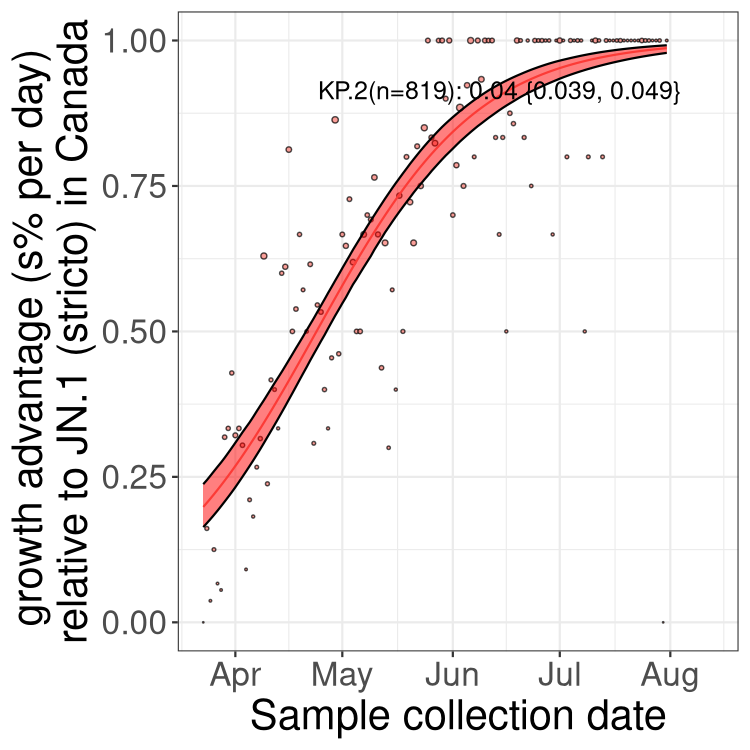 growth advantage (s% per day)
relative to JN.1 (stricto) in Canada
1.00
0.75
0.50
0.25
0.00
KP.2(n=819): 0.04 {0.039, 0.049}
Apr May Jun Jul Aug
Sample collection date